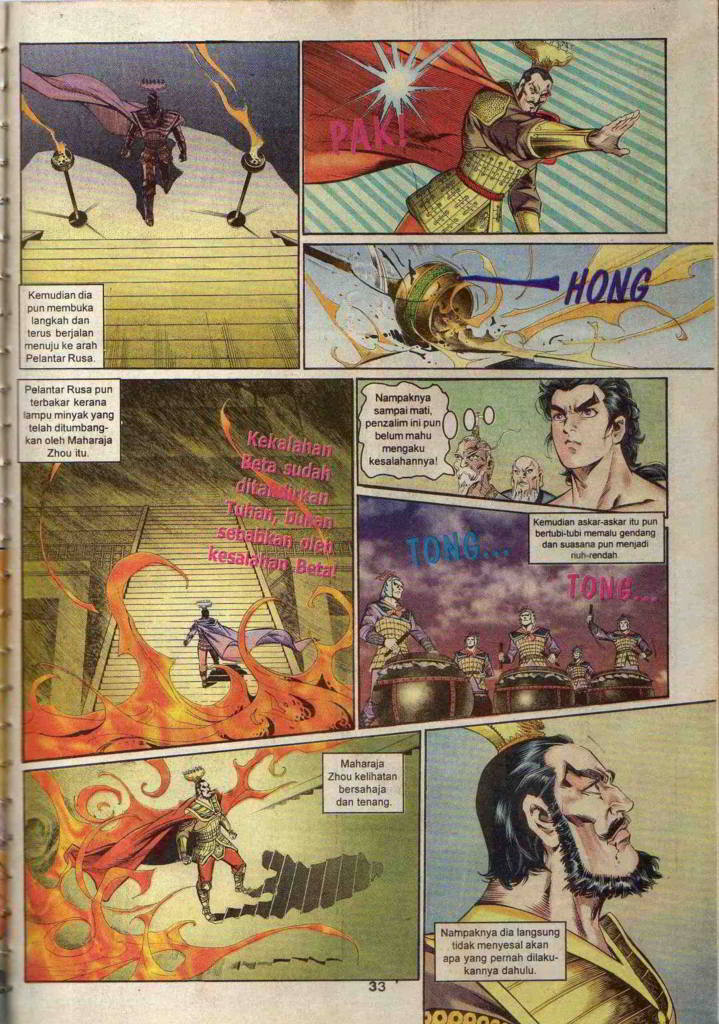 PAK!
Kemudian dia
pun membuka
langkah dan
terus berjalan
menuju ke arah
Pelantar Rusa.
HONG
Pelantar Rusa pun
terbakar kerana
lampu minyak yang
telah ditumbang-
kan oleh Maharaja
Zhou itu.
Kekalahan
Beta sudah
ditakdirkan
Tuhan, bukan
sebabkan oleh
kesalahan Beta!
Nampaknya
sampai mati,
penzalim ini pun
belum mahu
mengaku
kesalahannya!
Kemudian askar-askar itu pun
bertubi-tubi memalu gendang
dan suasana pun menjadi
riuh-rendah.
TONG...
TONG...
Maharaja
Zhou kelihatan
bersahaja
dan tenang.
Nampaknya dia langsung
tidak menyesal akan
apa yang pernah dilaku-
kannya dahulu.
33